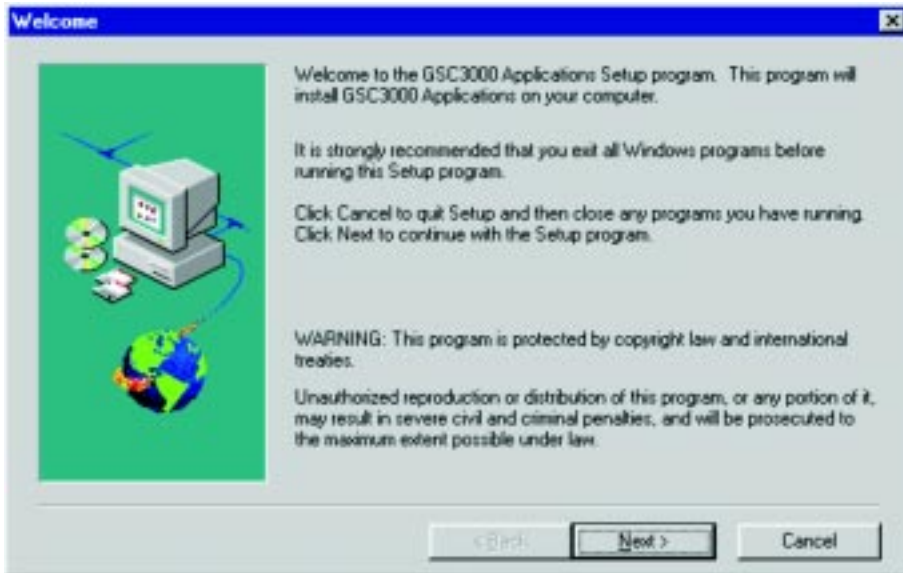 Welcome
Welcome to the GSC3000 Applications Setup program. This program will
install GSC3000 Applications on your computer.
It is strongly recommended that you exit all Windows programs before
running this Setup program.
Click Cancel to quit Setup and then close any programs you have running.
Click Next to continue with the Setup program.
WARNING: This program is protected by copyright law and international
treaties.
Unauthorized reproduction or distribution of this program, or any portion of it,
may result in severe civil and criminal penalties, and will be prosecuted to
the maximum extent possible under law.
< Back
Next >
Cancel